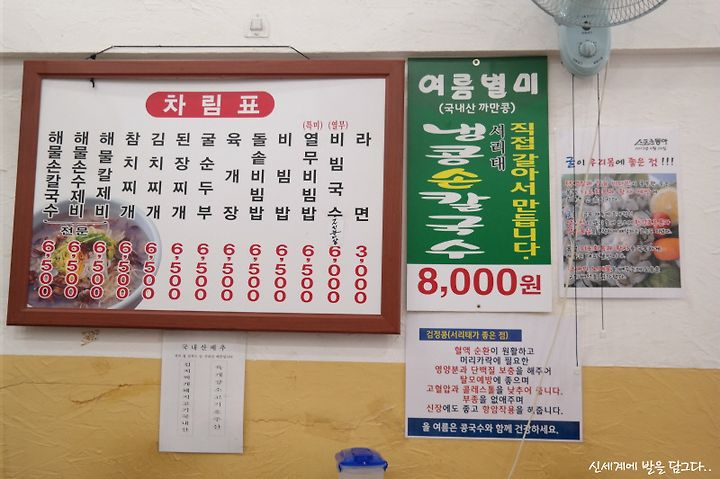 차림표
해물손칼국수 6,500
해물손수제비 6,500
해물칼제비 6,500
전문
참치찌개 6,500
김치찌개 6,500
된장찌개 6,500
굴순두부 6,500
육개장 6,500
돌솥비빔밥 6,500
비빔밥 6,000
(특미) 열무비빔밥 6,500
(열무) 비빔국수 6,000
라면 3,000
여름별미
(국내산 까만콩)
서리태
냉콩손칼국수
직접 갈아서 만듭니다.
8,000원
스포츠동아
굴이 우리몸에 좋은 점 !!!
검정콩(서리태가 좋은 점)
혈액 순환이 원활하고
머리카락에 필요한
영양분과 단백질 보충을 해주어
탈모예방에 좋으며
고혈압과 콜레스톨을 낮추어 줍니다.
부종을 없애주며
신장에도 좋고 항암작용을 해줍니다.
올 여름은 콩국수와 함께 건강하세요.
국내산제주
신세계에 발을 담그다..